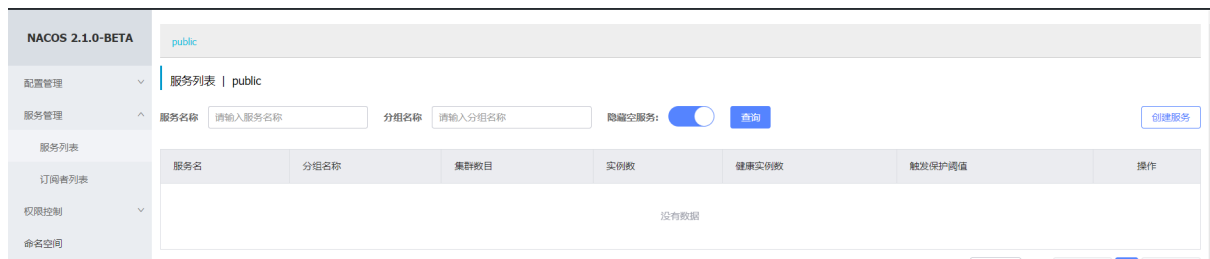 NACOS 2.1.0-BETA
public
配置管理
服务列表 | public
服务管理
服务名称 请输入服务名称 分组名称 请输入分组名称 隐藏空服务: 查询 创建服务
服务列表
服务名 分组名称 集群数目 实例数 健康实例数 触发保护阈值 操作
订阅者列表
权限控制
没有数据
命名空间